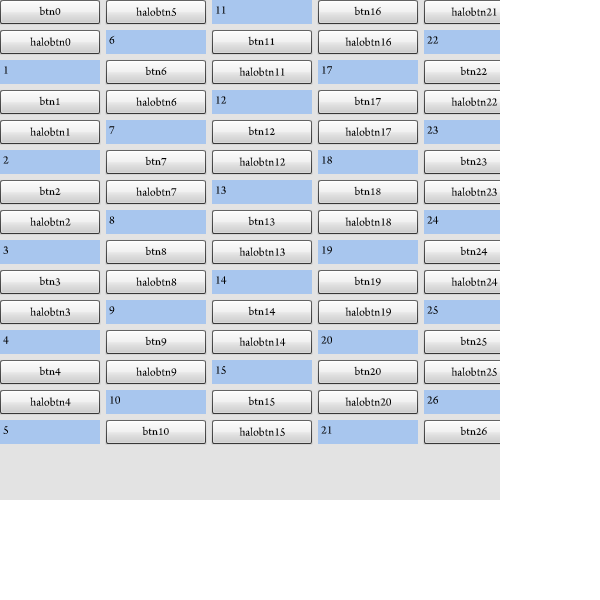 btn0 halobtn5 11 btn16 halobtn21
halobtn0 6 btn11 halobtn16 22
1 btn6 halobtn11 17 btn22
btn1 halobtn6 12 btn17 halobtn22
halobtn1 7 btn12 halobtn17 23
2 btn7 halobtn12 18 btn23
btn2 halobtn7 13 btn18 halobtn23
halobtn2 8 btn13 halobtn18 24
3 btn8 halobtn13 19 btn24
btn3 halobtn8 14 btn19 halobtn24
halobtn3 9 btn14 halobtn19 25
4 btn9 halobtn14 20 btn25
btn4 halobtn9 15 btn20 halobtn25
halobtn4 10 btn15 halobtn20 26
5 btn10 halobtn15 21 btn26